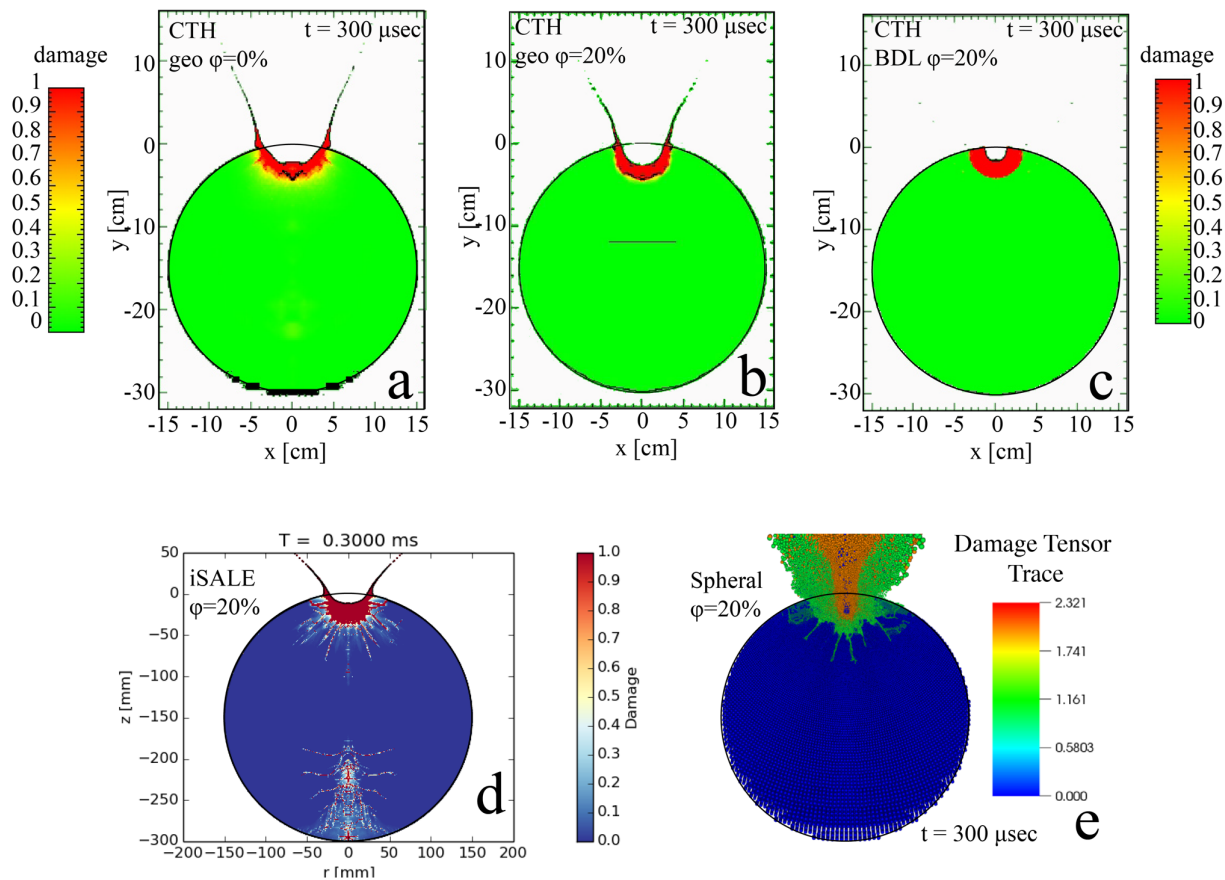 CTH t = 300 μsec
geo φ=0%
damage
1
0.9
0.8
0.7
0.6
0.5
0.4
0.3
0.2
0.1
0
10
0
-10
-20
-30
y [cm]
-15 -10 -5 0 5 10 15
x [cm]
a
CTH t = 300 μsec
geo φ=20%
10
0
-10
-20
-30
y [cm]
-15 -10 -5 0 5 10 15
x [cm]
b
CTH t = 300 μsec
BDL φ=20%
10
0
-10
-20
-30
y [cm]
-15 -10 -5 0 5 10 15
x [cm]
c
damage
1
0.9
0.8
0.7
0.6
0.5
0.4
0.3
0.2
0.1
0
T = 0.3000 ms
iSALE
φ=20%
50
0
−50
−100
−150
−200
−250
−300
z [mm]
−200 −150 −100 −50 0 50 100 150 200
r [mm]
d
1.0
0.9
0.8
0.7
0.6
0.5
0.4
0.3
0.2
0.1
0.0
Damage
Spheral
φ=20%
Damage Tensor
Trace
2.321
1.741
1.161
0.5803
0.000
t = 300 μsec
e